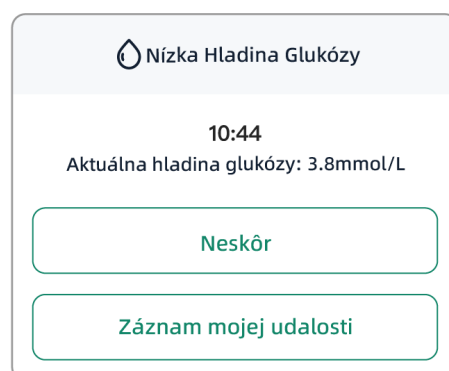 Nízka Hladina Glukózy
10:44
Aktuálna hladina glukózy: 3.8mmol/L
Neskôr
Záznam mojej udalosti